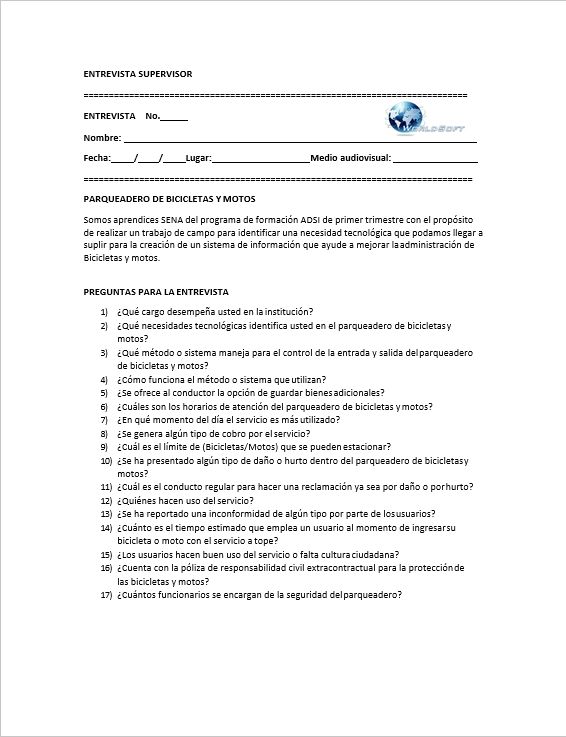 ENTREVISTA SUPERVISOR
================================================================================
ENTREVISTA No.______
WORLDSOFT
Nombre: ______________________________________________________________________________
Fecha:_____/_____/_____Lugar:______________________Medio audiovisual: ___________________
=================================================================================
PARQUEADERO DE BICICLETAS Y MOTOS
Somos aprendices SENA del programa de formación ADSI de primer trimestre con el propósito
de realizar un trabajo de campo para identificar una necesidad tecnológica que podamos llegar a
suplir para la creación de un sistema de información que ayude a mejorar la administración de
Bicicletas y motos.
PREGUNTAS PARA LA ENTREVISTA
1) ¿Qué cargo desempeña usted en la institución?
2) ¿Qué necesidades tecnológicas identifica usted en el parqueadero de bicicletas y
motos?
3) ¿Qué método o sistema maneja para el control de la entrada y salida del parqueadero
de bicicletas y motos?
4) ¿Cómo funciona el método o sistema que utilizan?
5) ¿Se ofrece al conductor la opción de guardar bienes adicionales?
6) ¿Cuáles son los horarios de atención del parqueadero de bicicletas y motos?
7) ¿En qué momento del día el servicio es más utilizado?
8) ¿Se genera algún tipo de cobro por el servicio?
9) ¿Cuál es el límite de (Bicicletas/Motos) que se pueden estacionar?
10) ¿Se ha presentado algún tipo de daño o hurto dentro del parqueadero de bicicletas y
motos?
11) ¿Cuál es el conducto regular para hacer una reclamación ya sea por daño o por hurto?
12) ¿Quiénes hacen uso del servicio?
13) ¿Se ha reportado una inconformidad de algún tipo por parte de los usuarios?
14) ¿Cuánto es el tiempo estimado que emplea un usuario al momento de ingresar su
bicicleta o moto con el servicio a tope?
15) ¿Los usuarios hacen buen uso del servicio o falta cultura ciudadana?
16) ¿Cuenta con la póliza de responsabilidad civil extracontractual para la protección de
las bicicletas y motos?
17) ¿Cuántos funcionarios se encargan de la seguridad del parqueadero?